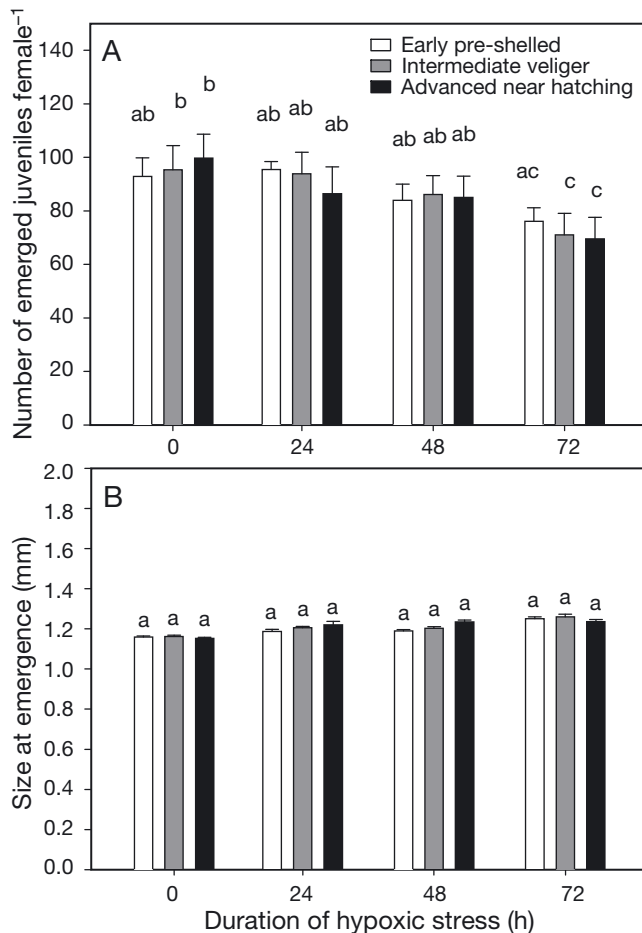 A
Early pre-shelled
Intermediate veliger
Advanced near hatching
Number of emerged juveniles female⁻¹
140
120
100
80
60
40
20
0
ab b b
ab ab ab
ab ab ab
ac c c
0 24 48 72
B
Size at emergence (mm)
2.0
1.8
1.6
1.4
1.2
1.0
0.8
0.6
0.4
0.2
0.0
a a a
a a a
a a a
a a a
0 24 48 72
Duration of hypoxic stress (h)